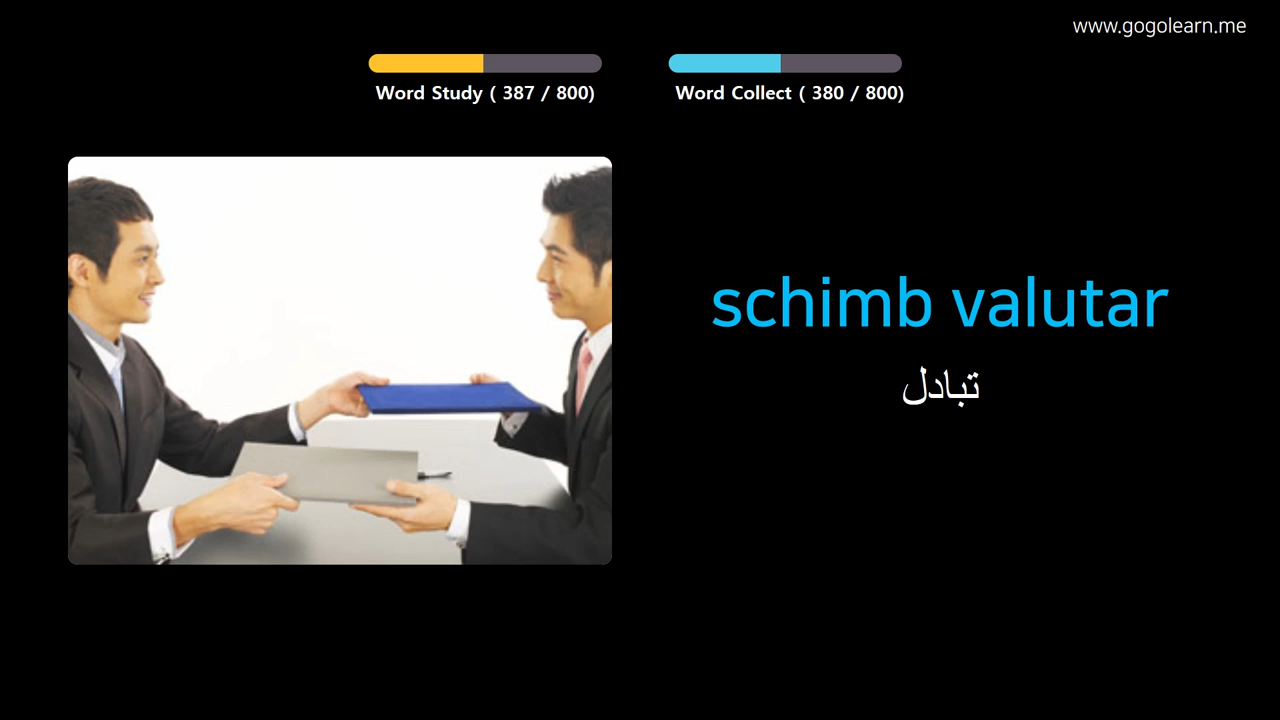 www.gogolearn.me
Word Study ( 387 / 800)
Word Collect ( 380 / 800)
schimb valutar
تبادل